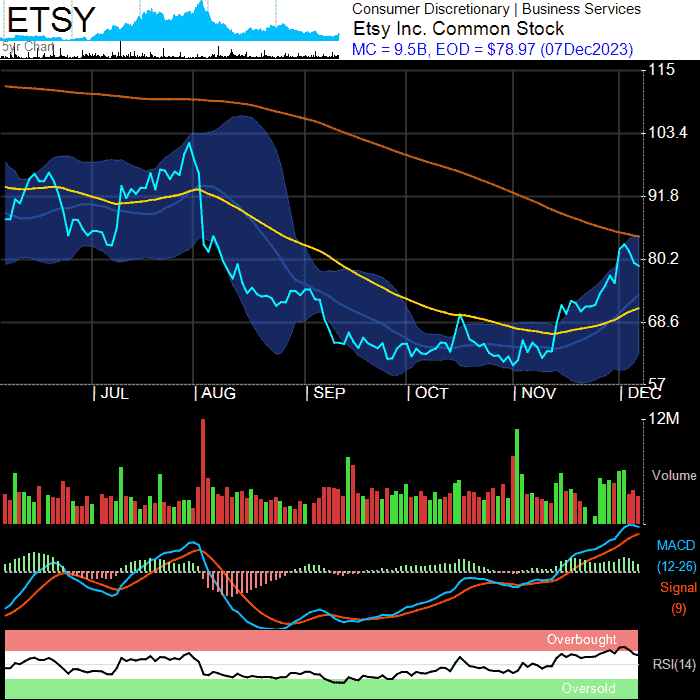 ETSY
5yr Chart
Consumer Discretionary | Business Services
Etsy Inc. Common Stock
MC = 9.5B, EOD = $78.97 (07Dec2023)
115
103.4
91.8
80.2
68.6
57
| JUL | AUG | SEP | OCT | NOV | DEC
12M
Volume
MACD
(12-26)
Signal
(9)
Overbought
RSI(14)
Oversold